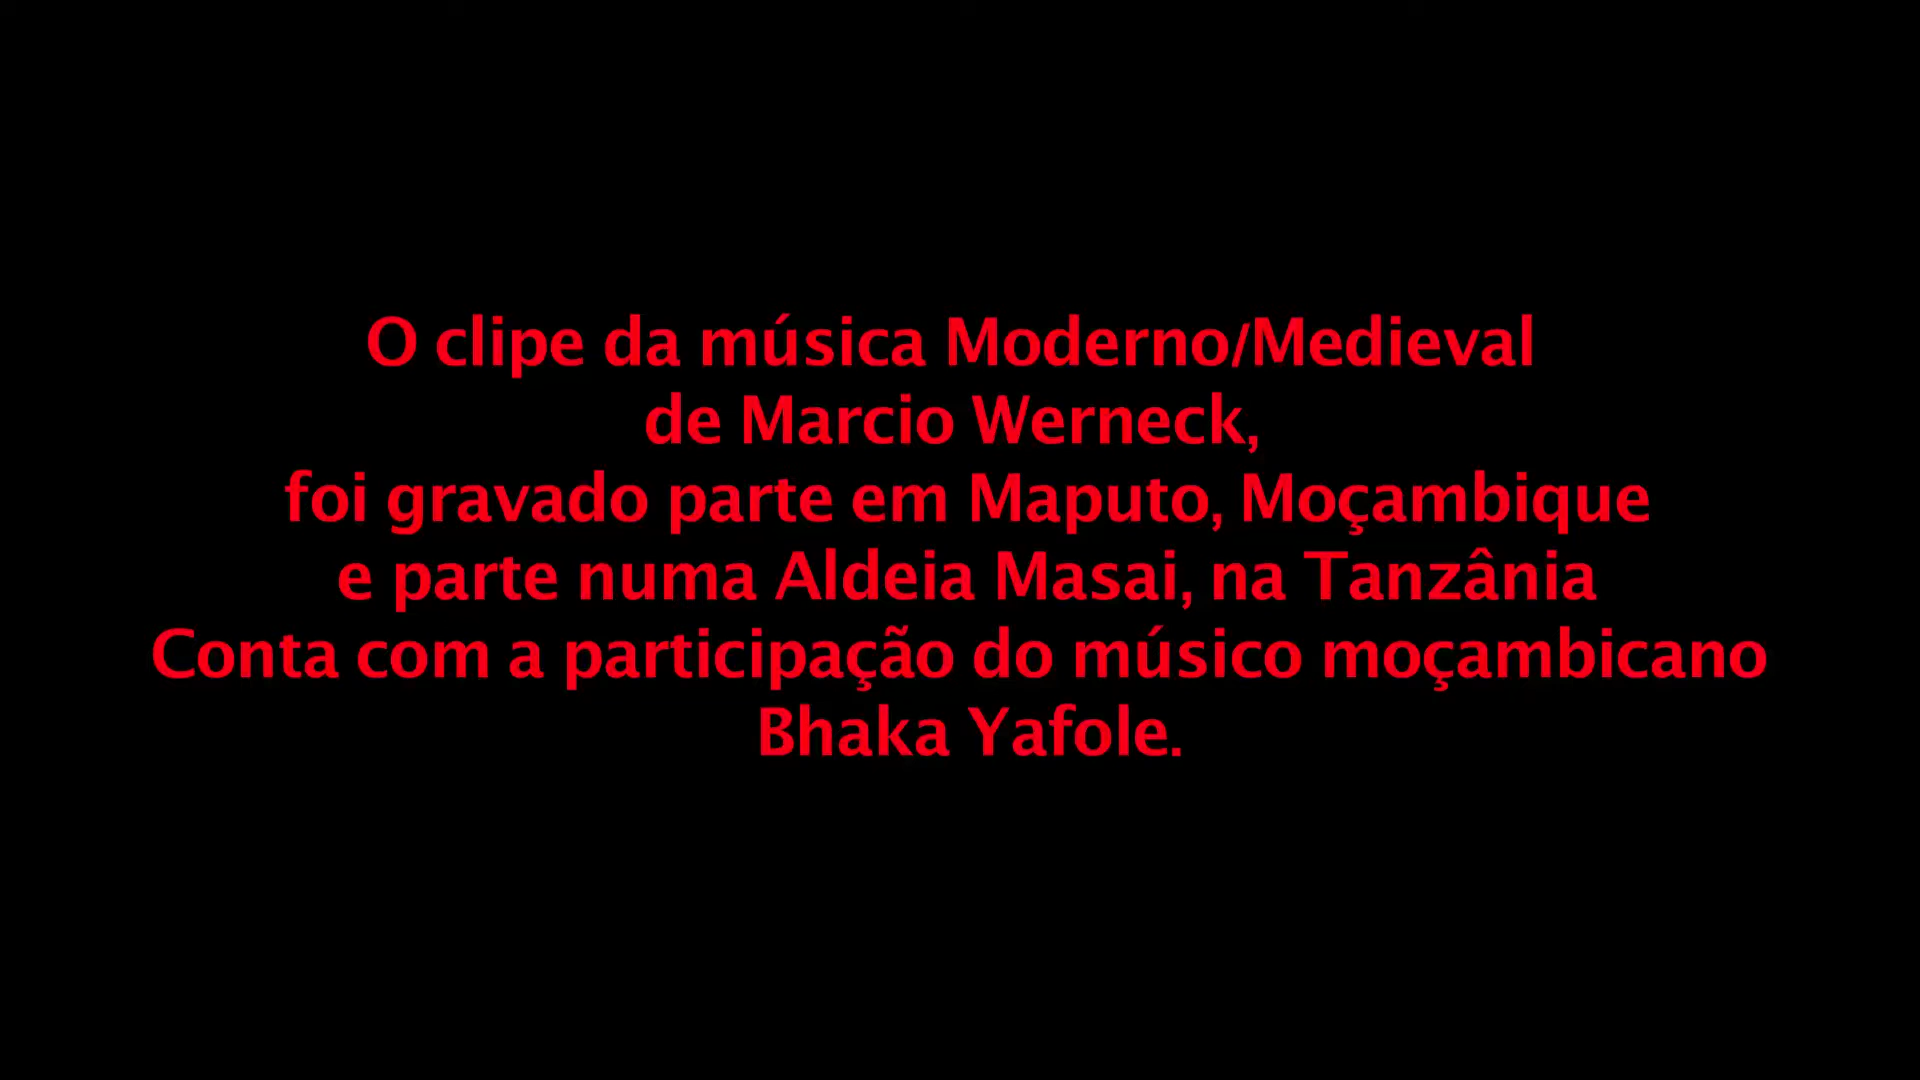 O clipe da música Moderno/Medieval
de Marcio Werneck,
foi gravado parte em Maputo, Moçambique
e parte numa Aldeia Masai, na Tanzânia
Conta com a participação do músico moçambicano
Bhaka Yafole.